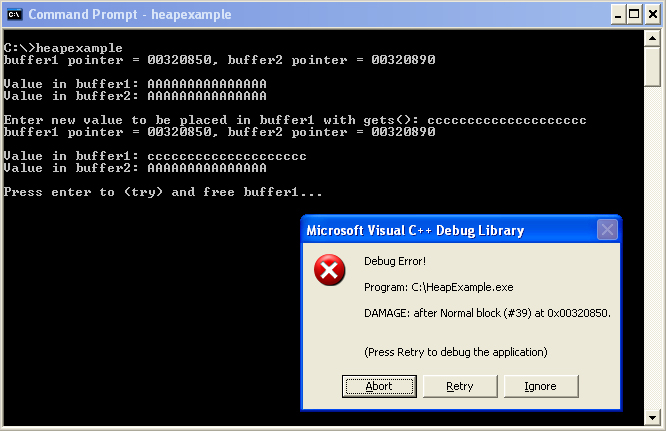 Command Prompt - heapexample
C:\>heapexample
buffer1 pointer = 00320850, buffer2 pointer = 00320890
Value in buffer1: AAAAAAAAAAAAAAA
Value in buffer2: AAAAAAAAAAAAAAA
Enter new value to be placed in buffer1 with gets(): cccccccccccccccccccc
buffer1 pointer = 00320850, buffer2 pointer = 00320890
Value in buffer1: cccccccccccccccccccc
Value in buffer2: AAAAAAAAAAAAAAA
Press enter to (try) and free buffer1...
Microsoft Visual C++ Debug Library
Debug Error!
Program: C:\HeapExample.exe
DAMAGE: after Normal block (#39) at 0x00320850.
(Press Retry to debug the application)
Abort Retry Ignore